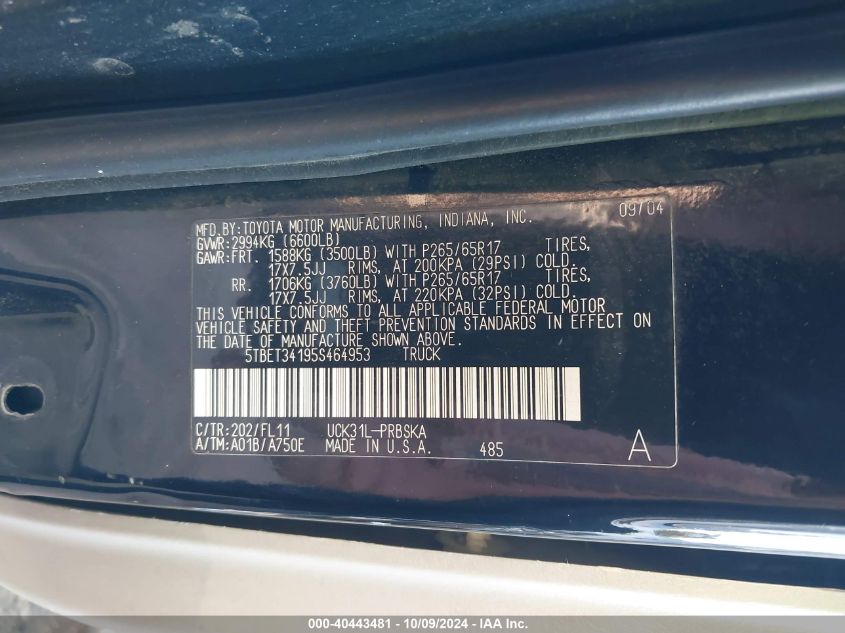 MFD.BY:TOYOTA MOTOR MANUFACTURING, INDIANA, INC. 09/04
GVWR:2994KG (6600LB)
GAWR:FRT. 1588KG (3500LB) WITH P265/65R17 TIRES,
17X7.5JJ RIMS, AT 200KPA (29PSI) COLD.
RR. 1706KG (3760LB) WITH P265/65R17 TIRES,
17X7.5JJ RIMS, AT 220KPA (32PSI) COLD.
THIS VEHICLE CONFORMS TO ALL APPLICABLE FEDERAL MOTOR
VEHICLE SAFETY AND THEFT PREVENTION STANDARDS IN EFFECT ON
THE DATE OF MANUFACTURE SHOWN ABOVE.
5TBET34195S464953 TRUCK
C/TR:202/FL11 UCK31L-PRBSKA
A/TM:A01B/A750E MADE IN U.S.A. 485 A
000-40443481 - 10/09/2024 - IAA Inc.